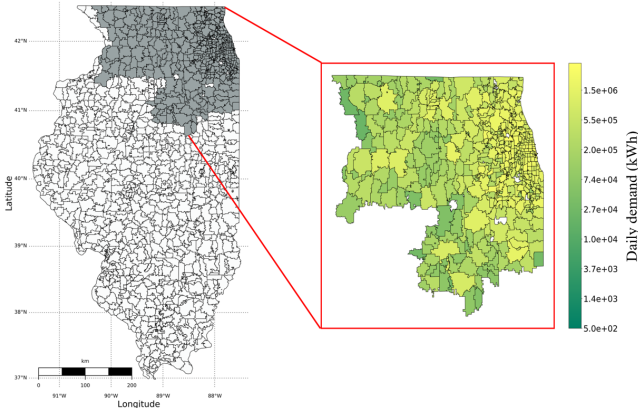 42°N
41°N
40°N
39°N
38°N
37°N
Latitude
km
0 100 200
91°W 90°W 89°W 88°W
Longitude
1.5e+06
5.5e+05
2.0e+05
7.4e+04
2.7e+04
1.0e+04
3.7e+03
1.4e+03
5.0e+02
Daily demand (kWh)